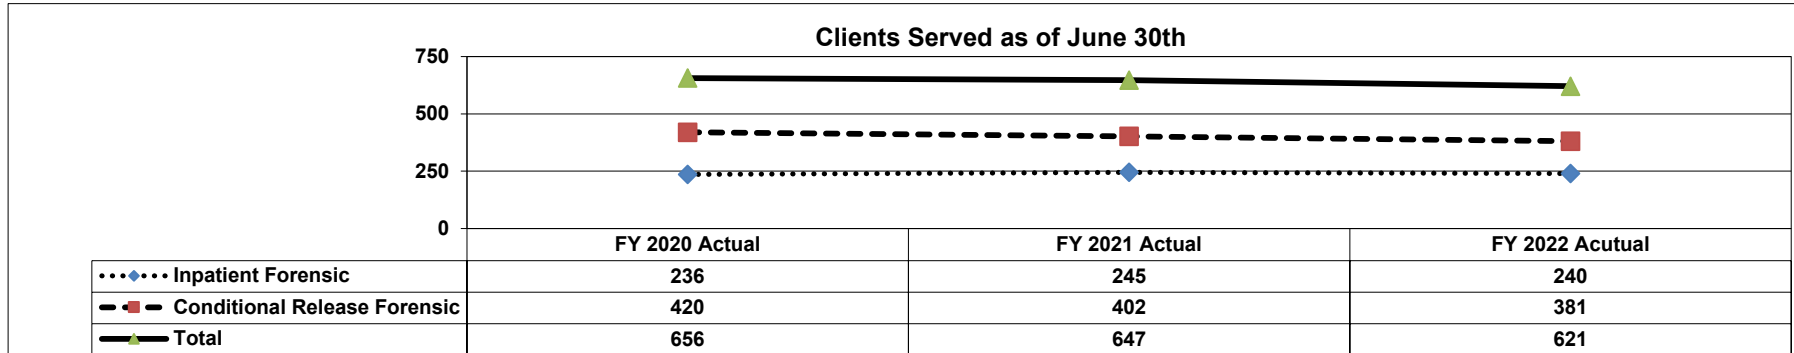 Clients Served as of June 30th
750
500
250
0
FY 2020 Actual FY 2021 Actual FY 2022 Acutual
Inpatient Forensic 236 245 240
Conditional Release Forensic 420 402 381
Total 656 647 621